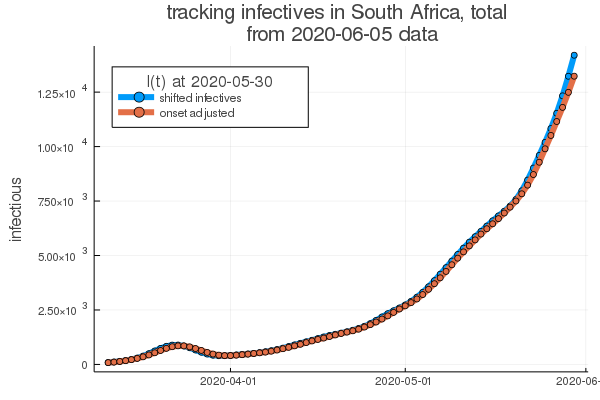 tracking infectives in South Africa, total
from 2020-06-05 data
I(t) at 2020-05-30
shifted infectives
onset adjusted
infectious
1.25×10 4
1.00×10 4
7.50×10 3
5.00×10 3
2.50×10 3
0
2020-04-01 2020-05-01 2020-06-